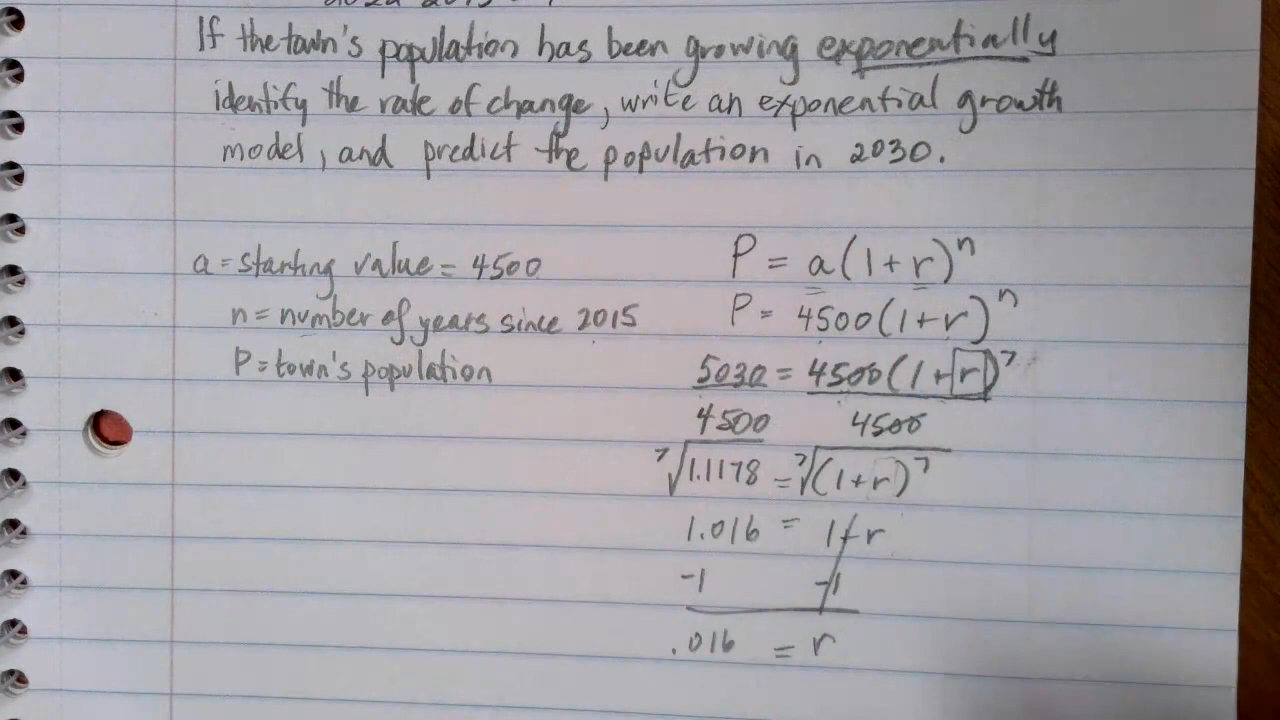 If the town's population has been growing exponentially
identify the rate of change, write an exponential growth
model, and predict the population in 2030.
a = starting value = 4500
P = a(1+r)^n
n = number of years since 2015
P = 4500(1+r)^n
P = town's population
5030 = 4500(1+r)^7
4500 4500
7√1.1178 = 7√(1+r)^7
1.016 = 1+r
-1 -1
.016 = r